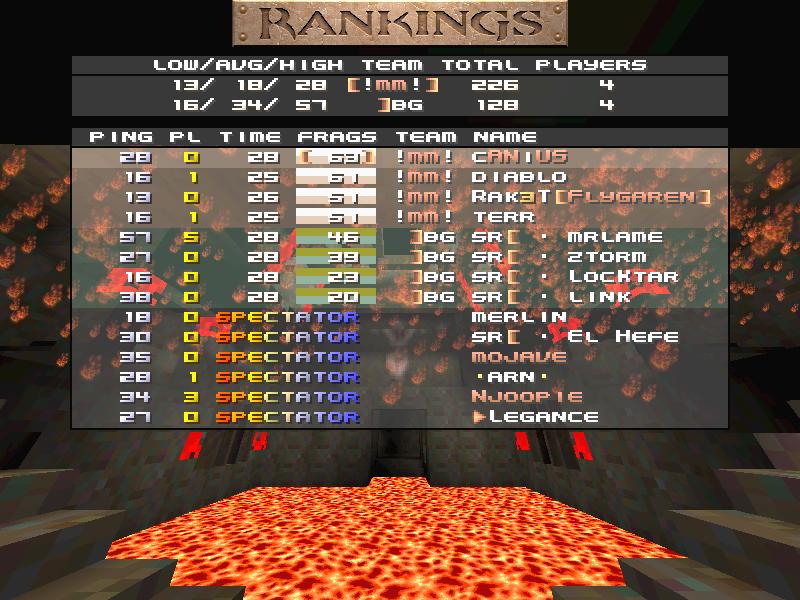 RANKINGS
LOW/AVG/HIGH TEAM TOTAL PLAYERS
13/ 18/ 28 [!mm!] 226 4
16/ 34/ 57 ]BG 128 4
PING PL TIME FRAGS TEAM NAME
28 0 28 [ 63] !mm! CANIUS
16 1 25 61 !mm! DIABLO
13 0 26 51 !mm! RAK3T[FLYGAREN]
16 1 25 51 !mm! TERR
57 5 28 46 ]BG SR[ · MRLAME
27 0 28 39 ]BG SR[ · ZTORM
16 0 28 23 ]BG SR[ · LOCKTAR
38 0 28 20 ]BG SR[ · LINK
18 0 SPECTATOR MERLIN
30 0 SPECTATOR SR[ · EL HEFE
35 0 SPECTATOR MOJAVE
28 1 SPECTATOR ·ARN·
34 3 SPECTATOR NJOOPIE
27 0 SPECTATOR ▸LEGANCE